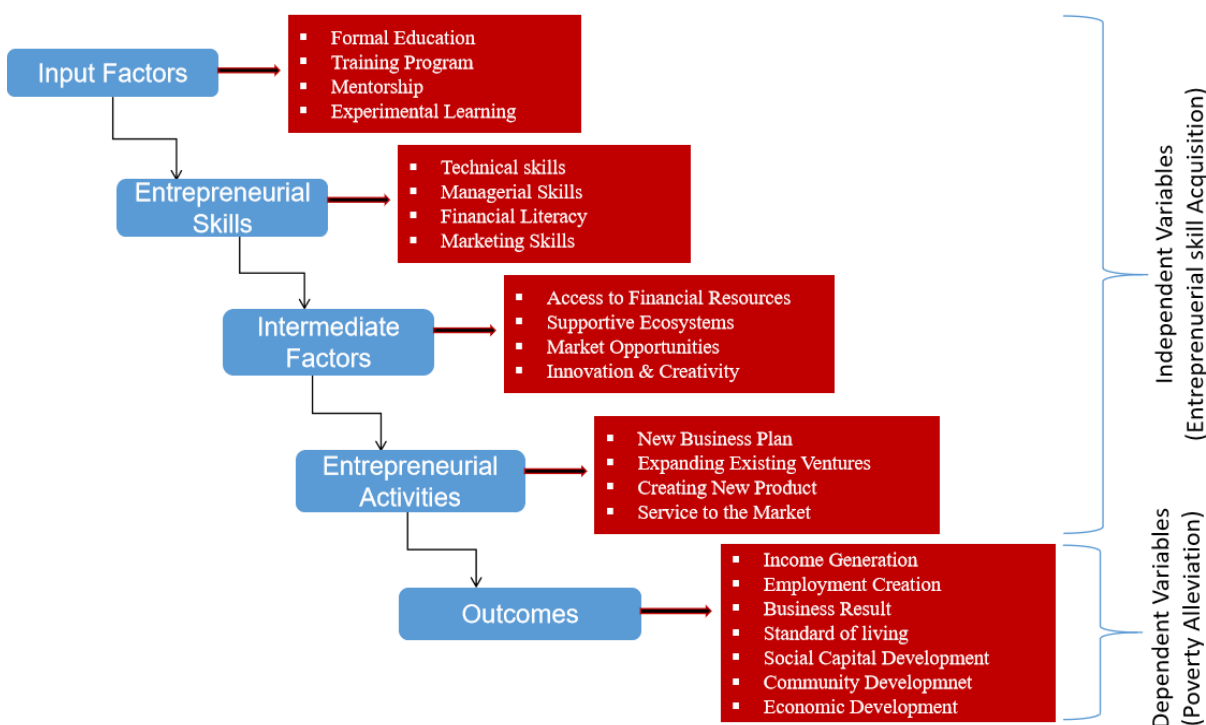 Input Factors
Formal Education
Training Program
Mentorship
Experimental Learning
Entrepreneurial
Skills
Technical skills
Managerial Skills
Financial Literacy
Marketing Skills
Intermediate
Factors
Access to Financial Resources
Supportive Ecosystems
Market Opportunities
Innovation & Creativity
Entrepreneurial
Activities
New Business Plan
Expanding Existing Ventures
Creating New Product
Service to the Market
Outcomes
Income Generation
Employment Creation
Business Result
Standard of living
Social Capital Development
Community Developmnet
Economic Development
Independent Variables
(Entreprenuerial skill Acquisition)
Dependent Variables
(Poverty Alleviation)